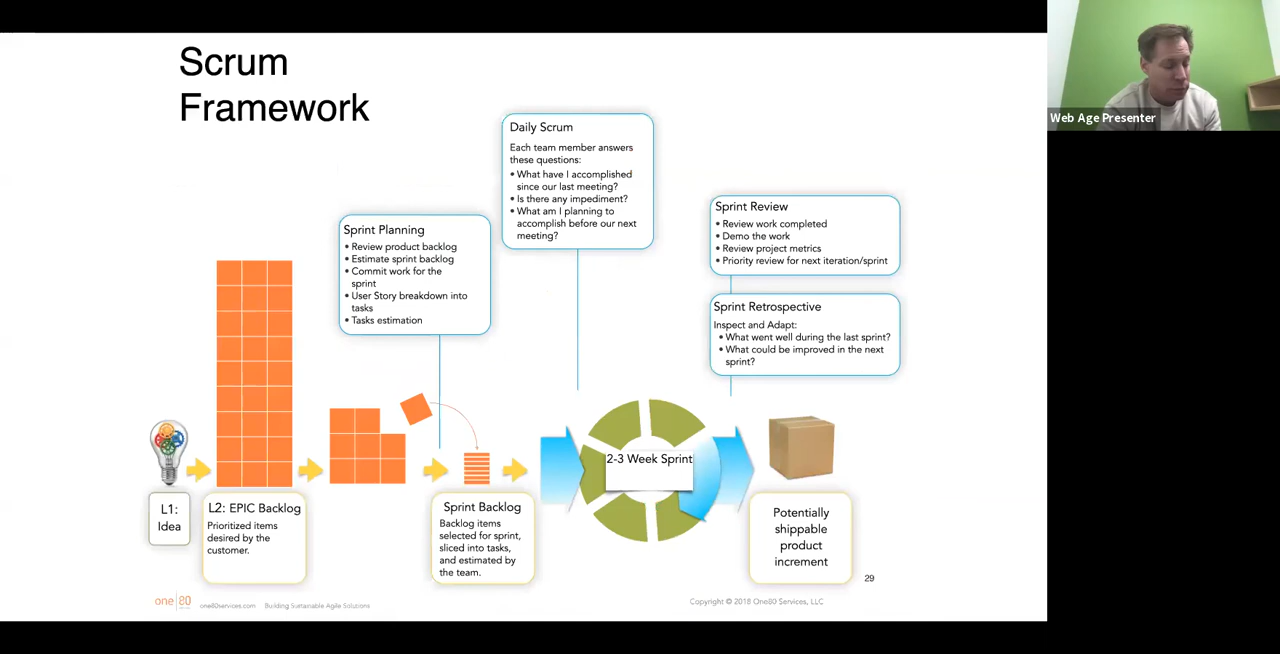 Scrum
Framework
Web Age Presenter
Daily Scrum
Each team member answers
these questions:
• What have I accomplished
since our last meeting?
• Is there any impediment?
• What am I planning to
accomplish before our next
meeting?
Sprint Planning
• Review product backlog
• Estimate sprint backlog
• Commit work for the
sprint
• User Story breakdown into
tasks
• Tasks estimation
Sprint Review
• Review work completed
• Demo the work
• Review project metrics
• Priority review for next iteration/sprint
Sprint Retrospective
Inspect and Adapt:
• What went well during the last sprint?
• What could be improved in the next
sprint?
2-3 Week Sprint
L1:
Idea
L2: EPIC Backlog
Prioritized items
desired by the
customer.
Sprint Backlog
Backlog items
selected for sprint,
sliced into tasks,
and estimated by
the team.
Potentially
shippable
product
increment
29
one80
one80services.com Building Sustainable Agile Solutions
Copyright © 2018 One80 Services, LLC